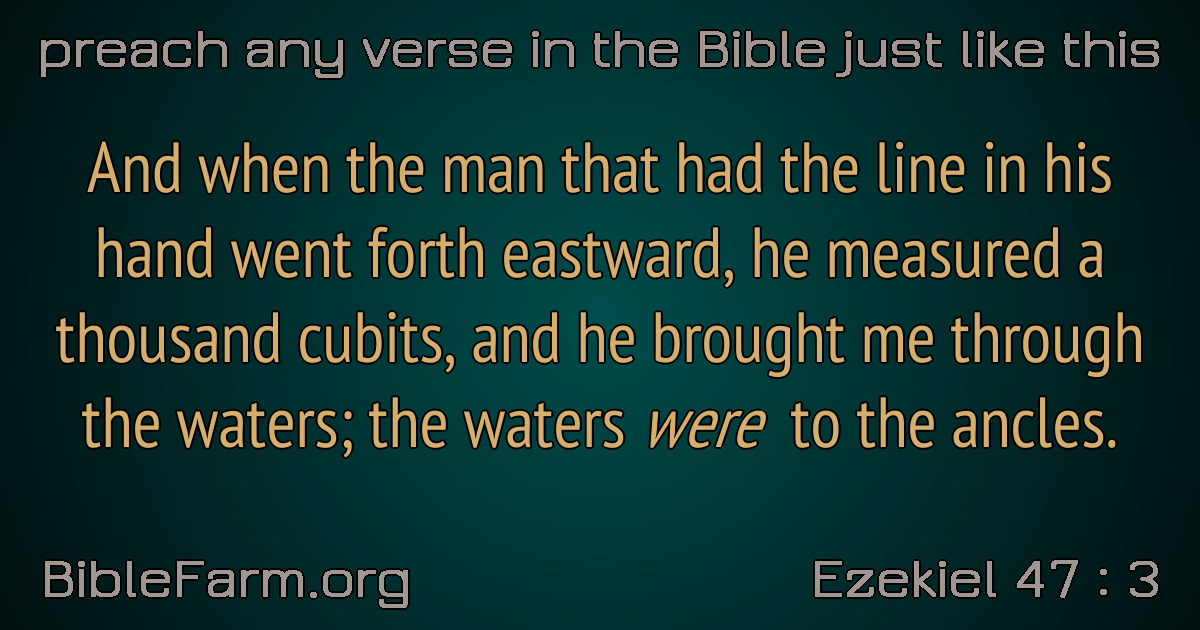 preach any verse in the Bible just like this
And when the man that had the line in his
hand went forth eastward, he measured a
thousand cubits, and he brought me through
the waters; the waters were to the ancles.
BibleFarm.org
Ezekiel 47 : 3